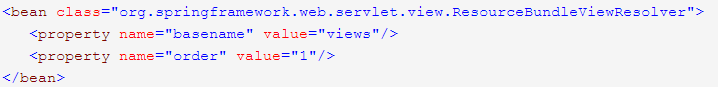 <bean class="org.springframework.web.servlet.view.ResourceBundleViewResolver">
<property name="basename" value="views"/>
<property name="order" value="1"/>
</bean>